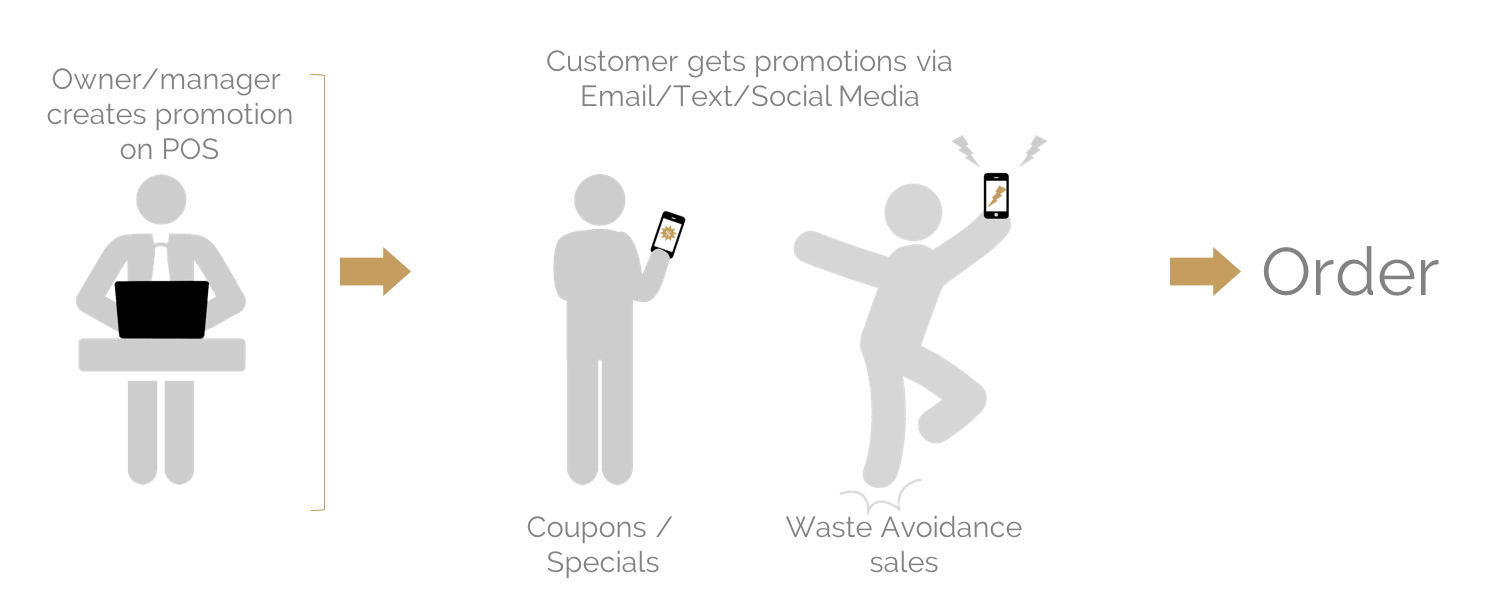 Owner/manager
creates promotion
on POS
Customer gets promotions via
Email/Text/Social Media
Order
Coupons /
Specials
Waste Avoidance
sales